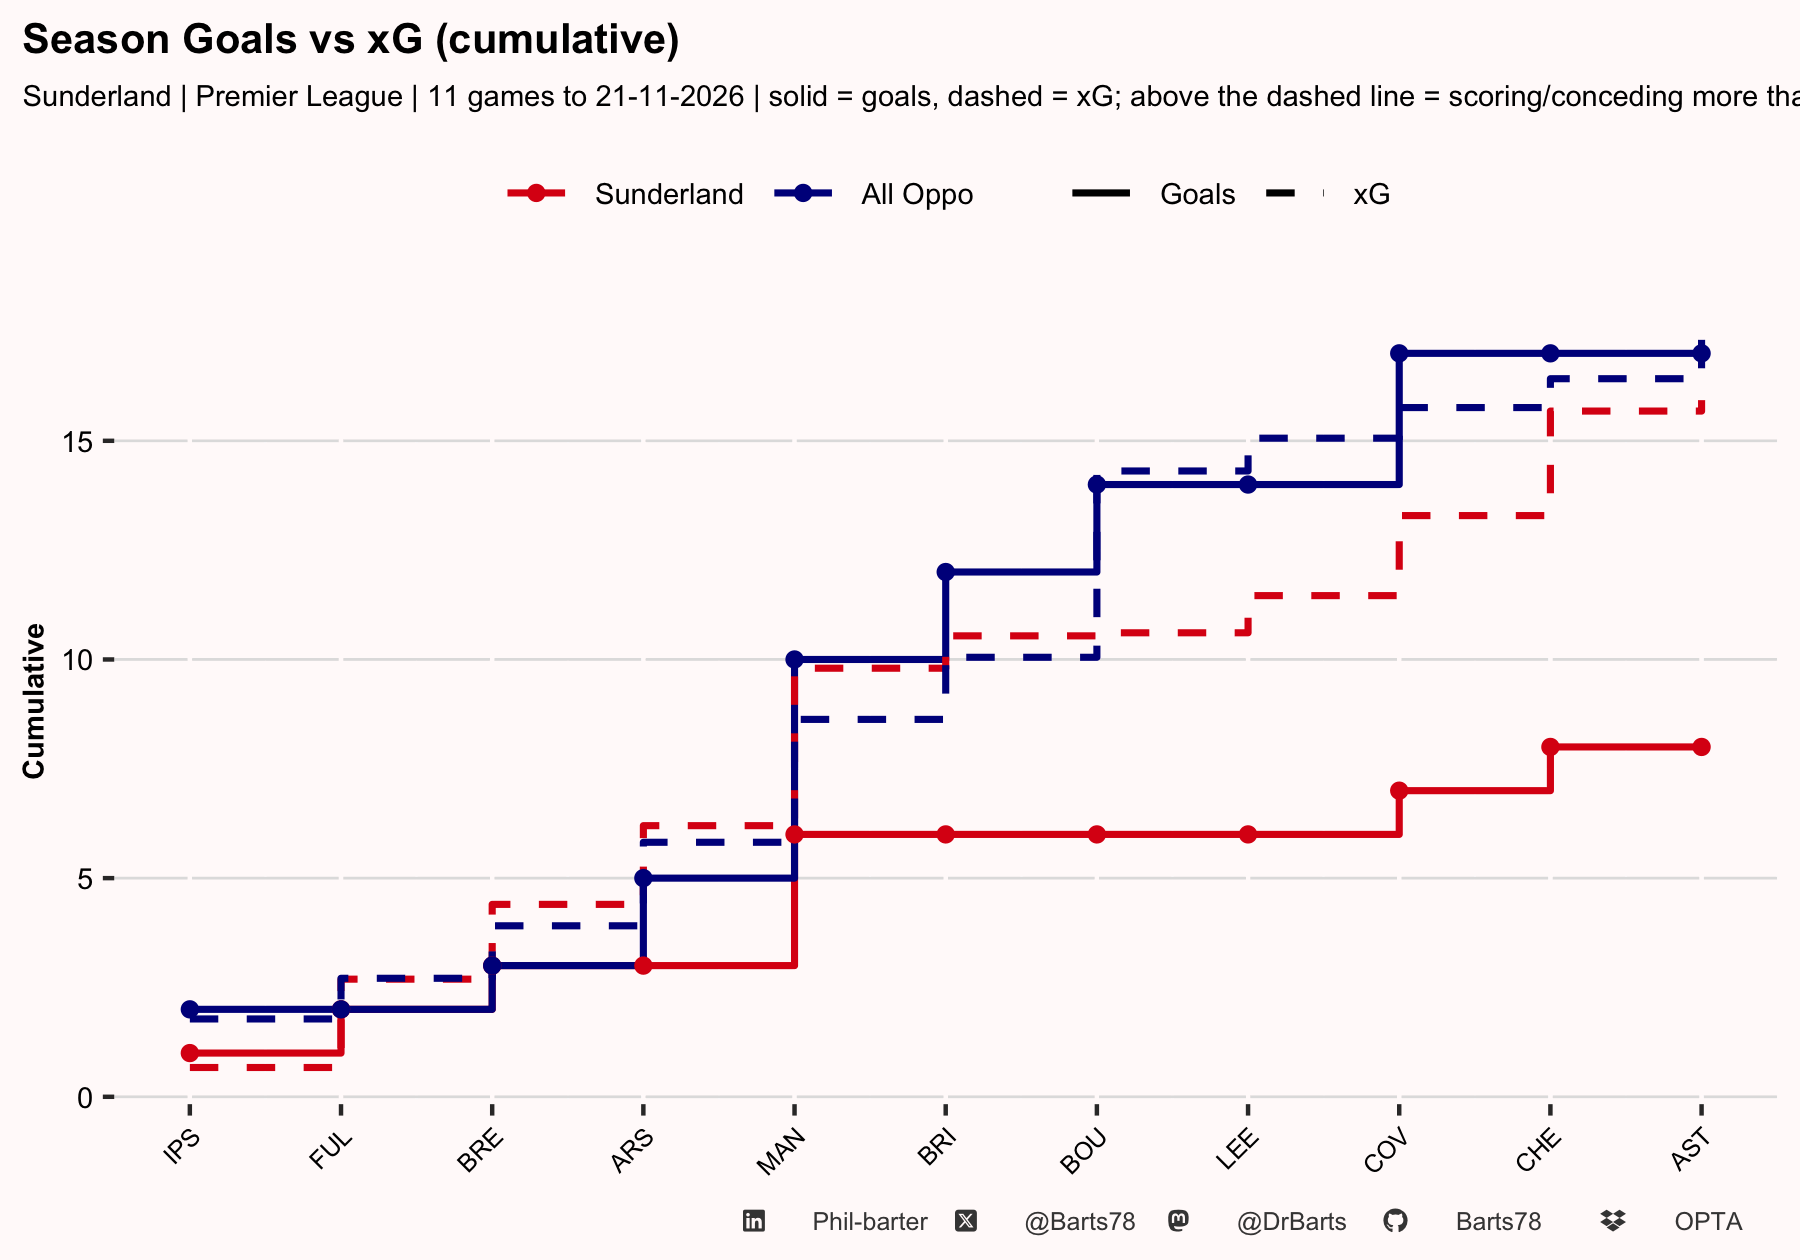 Season Goals vs xG (cumulative)
Sunderland | Premier League | 11 games to 21-11-2026 | solid = goals, dashed = xG; above the dashed line = scoring/conceding more tha
Sunderland All Oppo Goals xG
Cumulative
15
10
5
0
IPS FUL BRE ARS MAN BRI BOU LEE COV CHE AST
Phil-barter @Barts78 @DrBarts Barts78 OPTA